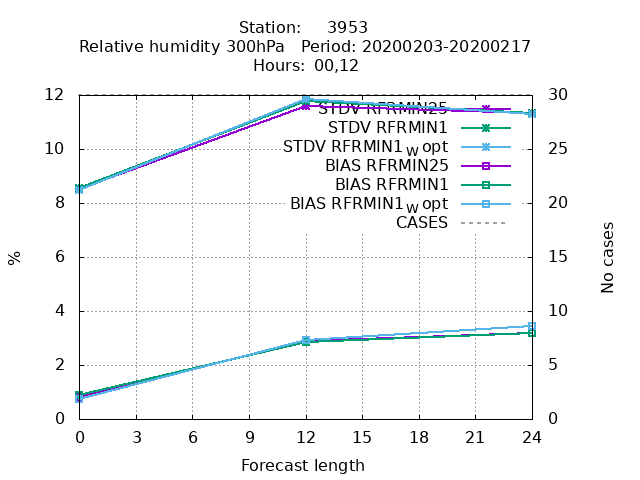 Station: 3953
Relative humidity 300hPa Period: 20200203-20200217
Hours: 00,12
12 30
STDV RFRMIN25
STDV RFRMIN1
10 25
STDV RFRMIN1 W opt
BIAS RFRMIN25
BIAS RFRMIN1
8 20
BIAS RFRMIN1 W opt
CASES
6 15
%
No cases
4 10
2 5
0 0
0 3 6 9 12 15 18 21 24
Forecast length